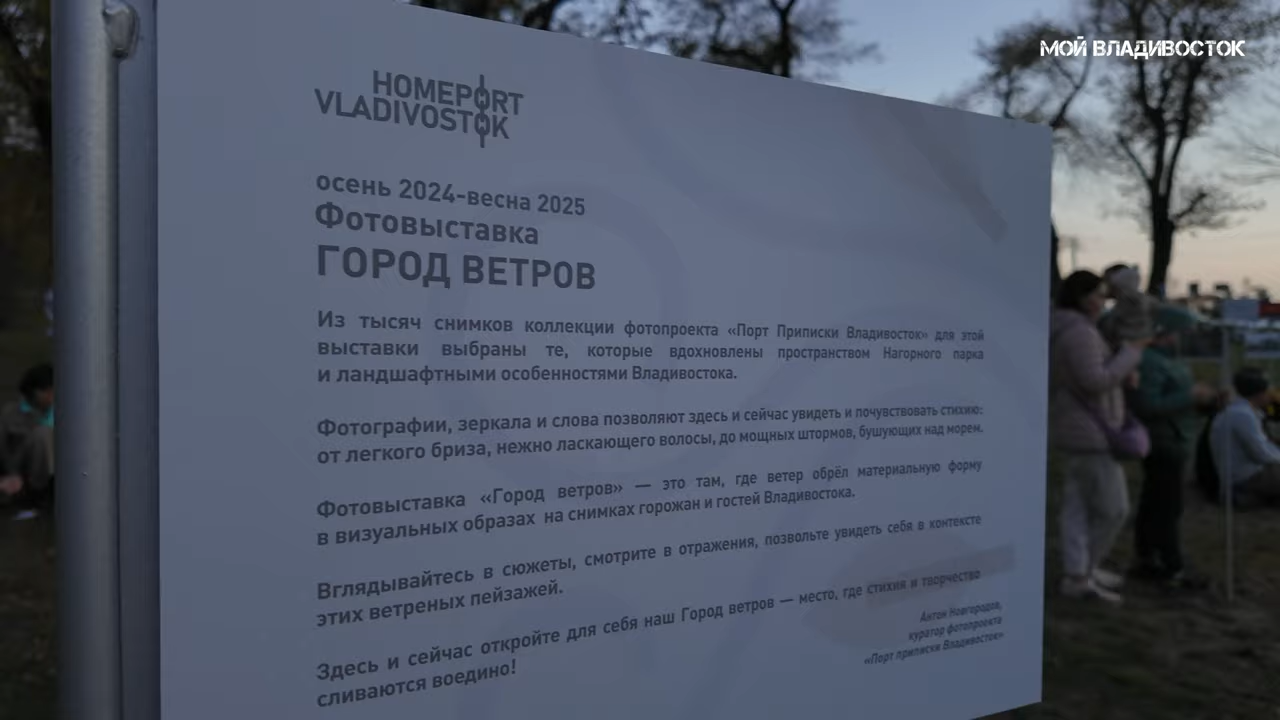 МОЙ ВЛАДИВОСТОК
HOMEPORT
VLADIVOSTOK
осень 2024-весна 2025
Фотовыставка
ГОРОД ВЕТРОВ
Из тысяч снимков коллекции фотопроекта «Порт Приписки Владивосток» для этой
выставки выбраны те, которые вдохновлены пространством Нагорного парка
и ландшафтными особенностями Владивостока.
Фотографии, зеркала и слова позволяют здесь и сейчас увидеть и почувствовать стихию:
от легкого бриза, нежно ласкающего волосы, до мощных штормов, бушующих над морем.
Фотовыставка «Город ветров» — это там, где ветер обрёл материальную форму
в визуальных образах на снимках горожан и гостей Владивостока.
Вглядывайтесь в сюжеты, смотрите в отражения, позвольте увидеть себя в контексте
этих ветреных пейзажей.
Здесь и сейчас откройте для себя наш Город ветров — место, где стихия и творчество
сливаются воедино!
Антон Новгородов,
куратор фотопроекта
«Порт приписки Владивосток»